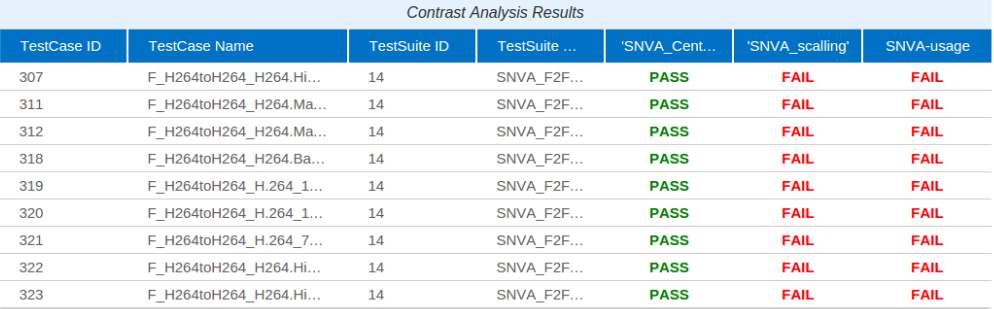 Contrast Analysis Results
TestCase ID TestCase Name TestSuite ID TestSuite ... 'SNVA_Cent... 'SNVA_scalling' SNVA-usage
307 F_H264toH264_H264.Hi... 14 SNVA_F2F... PASS FAIL FAIL
311 F_H264toH264_H264.Ma... 14 SNVA_F2F... PASS FAIL FAIL
312 F_H264toH264_H264.Ma... 14 SNVA_F2F... PASS FAIL FAIL
318 F_H264toH264_H264.Ba... 14 SNVA_F2F... PASS FAIL FAIL
319 F_H264toH264_H.264_1... 14 SNVA_F2F... PASS FAIL FAIL
320 F_H264toH264_H.264_1... 14 SNVA_F2F... PASS FAIL FAIL
321 F_H264toH264_H.264_7... 14 SNVA_F2F... PASS FAIL FAIL
322 F_H264toH264_H264.Hi... 14 SNVA_F2F... PASS FAIL FAIL
323 F_H264toH264_H264.Hi... 14 SNVA_F2F... PASS FAIL FAIL